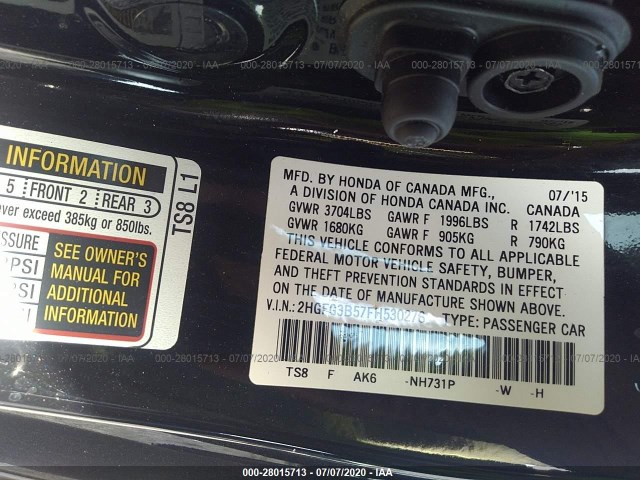 000-28015713 - 07/07/2020 - IAA
INFORMATION
5 FRONT 2 REAR 3
over exceed 385kg or 850lbs.
SSURE
PSI
SEE OWNER'S
MANUAL FOR
ADDITIONAL
INFORMATION
TS8 L1
MFD. BY HONDA OF CANADA MFG., 07/'15
A DIVISION OF HONDA CANADA INC. CANADA
GVWR 3704LBS GAWR F 1996LBS R 1742LBS
GVWR 1680KG GAWR F 905KG R 790KG
THIS VEHICLE CONFORMS TO ALL APPLICABLE
FEDERAL MOTOR VEHICLE SAFETY, BUMPER,
AND THEFT PREVENTION STANDARDS IN EFFECT
ON THE DATE OF MANUFACTURE SHOWN ABOVE.
V.I.N.: TYPE: PASSENGER CAR
TS8 F AK6 -NH731P -W -H
000-28015713 - 07/07/2020 - IAA